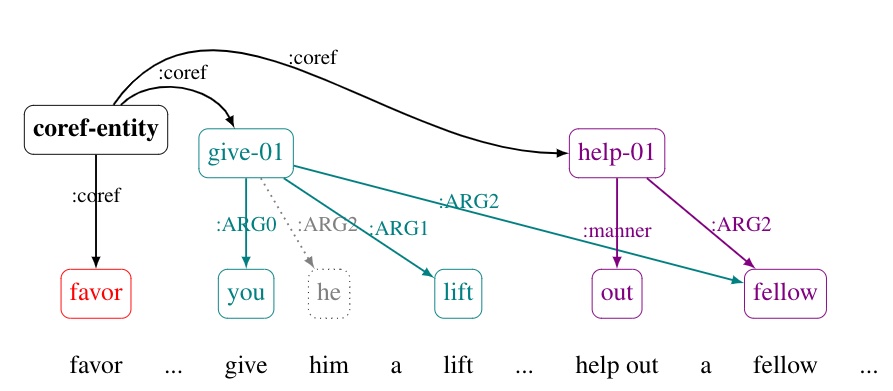 :coref
:coref
coref-entity
give-01
help-01
:coref
:ARG2
:ARG0
:ARG2
:ARG1
:manner
:ARG2
favor
you
he
lift
out
fellow
favor ... give him a lift ... help out a fellow ...